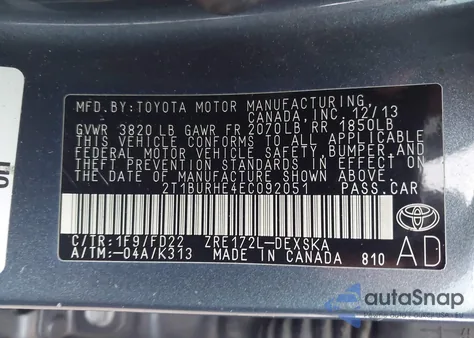 MFD. BY: TOYOTA MOTOR MANUFACTURING,
CANADA, INC. 12/13
GVWR 3820 LB GAWR FR 2070LB RR 1850LB
THIS VEHICLE CONFORMS TO ALL APPLICABLE
FEDERAL MOTOR VEHICLE SAFETY, BUMPER, AND
THEFT PREVENTION STANDARDS IN EFFECT ON
THE DATE OF MANUFACTURE SHOWN ABOVE.
2T1BURHE4EC092051 PASS. CAR
C/TR: 1F9/FD22 ZRE172L-DEXSKA
A/TM: -04A/K313 MADE IN CANADA 810
AD
autoSnap